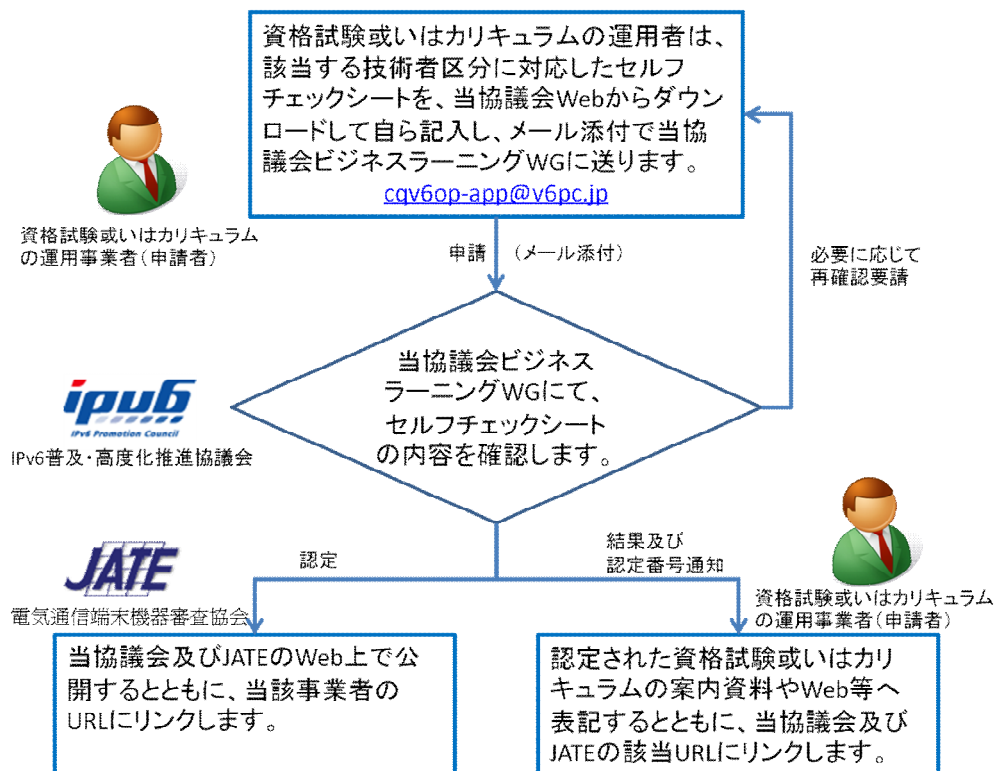 資格試験或いはカリキュラムの運用者は、
該当する技術者区分に対応したセルフ
チェックシートを、当協議会Webからダウン
ロードして自ら記入し、メール添付で当協
議会ビジネスラーニングWGに送ります。
cqv6op-app@v6pc.jp
資格試験或いはカリキュラム
の運用事業者（申請者）
申請 （メール添付）
必要に応じて
再確認要請
当協議会ビジネス
ラーニングWGにて、
セルフチェックシート
の内容を確認します。
ipv6
IPv6 Promotion Council
IPv6普及・高度化推進協議会
JATE
電気通信端末機器審査協会
認定
結果及び
認定番号通知
資格試験或いはカリキュラム
の運用事業者（申請者）
当協議会及びJATEのWeb上で公
開するとともに、当該事業者の
URLにリンクします。
認定された資格試験或いはカリ
キュラムの案内資料やWeb等へ
表記するとともに、当協議会及び
JATEの該当URLにリンクします。